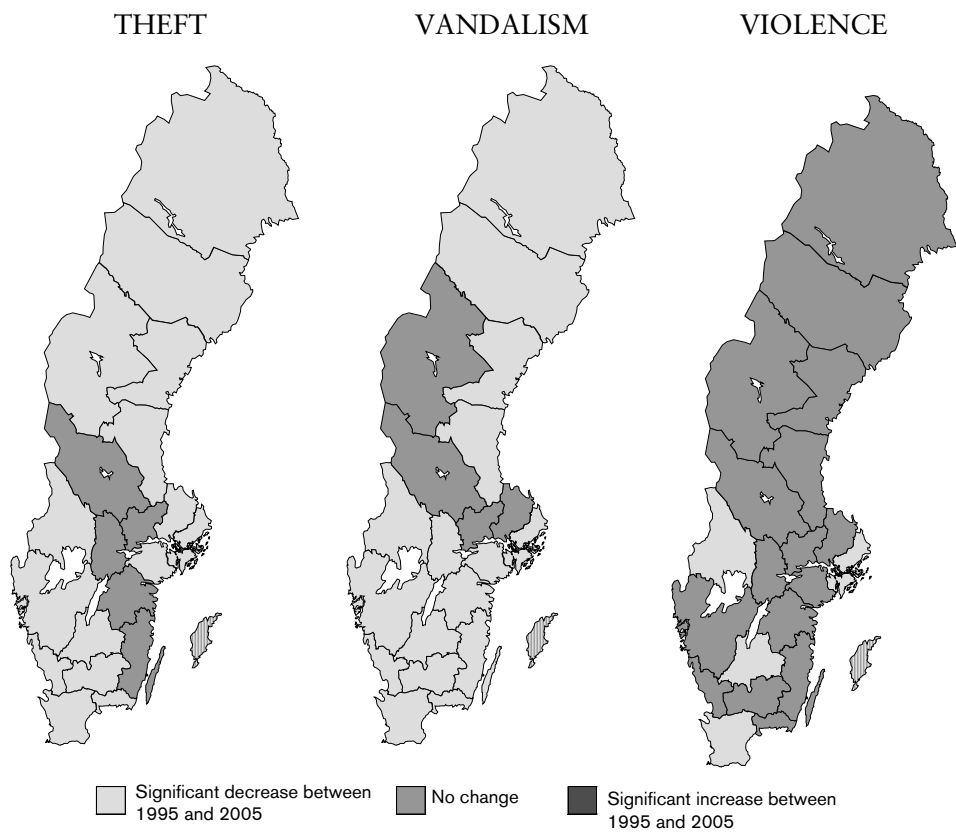 THEFT
VANDALISM
VIOLENCE
Significant decrease between
1995 and 2005
No change
Significant increase between
1995 and 2005